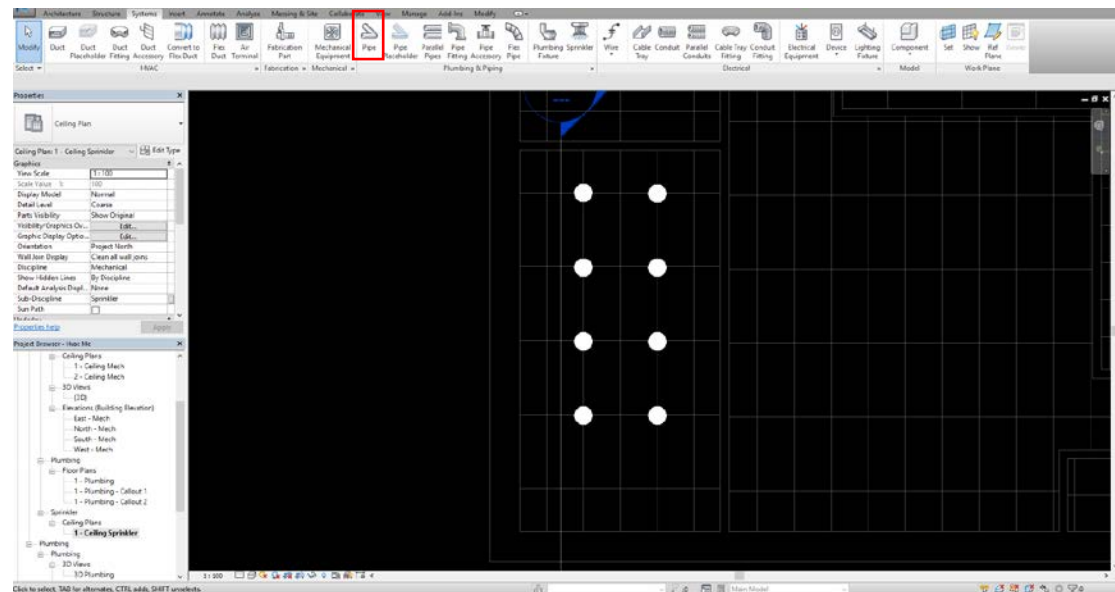 Architecture Structure Systems Insert Annotate Analyze Massing & Site Collaborate View Manage Add-Ins Modify
Modify Duct Duct Placeholder Duct Fitting Duct Accessory Convert to Flex Duct Flex Duct Air Terminal Fabrication Part Mechanical Equipment Pipe Pipe Placeholder Parallel Pipes Pipe Fitting Pipe Accessory Flex Pipe Plumbing Fixture Sprinkler Wire Cable Tray Conduit Parallel Conduits Cable Tray Fitting Conduit Fitting Electrical Equipment Device Lighting Fixture Component Set Show Ref Plane
Select HVAC Fabrication Mechanical Plumbing & Piping Electrical Model Work Plane
Properties
Ceiling Plan
Ceiling Plan: 1 - Ceiling Sprinkler Edit Type
Graphics
View Scale 1 : 100
Scale Value 1: 100
Display Model Normal
Detail Level Coarse
Parts Visibility Show Original
Visibility/Graphics Ov... Edit...
Graphic Display Optio... Edit...
Orientation Project North
Wall Join Display Clean all wall joins
Discipline Mechanical
Show Hidden Lines By Discipline
Default Analysis Displ... None
Sub-Discipline Sprinkler
Sun Path
Properties help Apply
Project Browser - Hvac Me
Ceiling Plans
1 - Ceiling Mech
2 - Ceiling Mech
3D Views
{3D}
Elevations (Building Elevation)
East - Mech
North - Mech
South - Mech
West - Mech
Plumbing
Floor Plans
1 - Plumbing
1 - Plumbing - Callout 1
1 - Plumbing - Callout 2
Sprinkler
Ceiling Plans
1 - Ceiling Sprinkler
Plumbing
Plumbing
3D Views
3D Plumbing
1 : 100
Click to select, TAB for alternates, CTRL adds, SHIFT unselects. Main Model